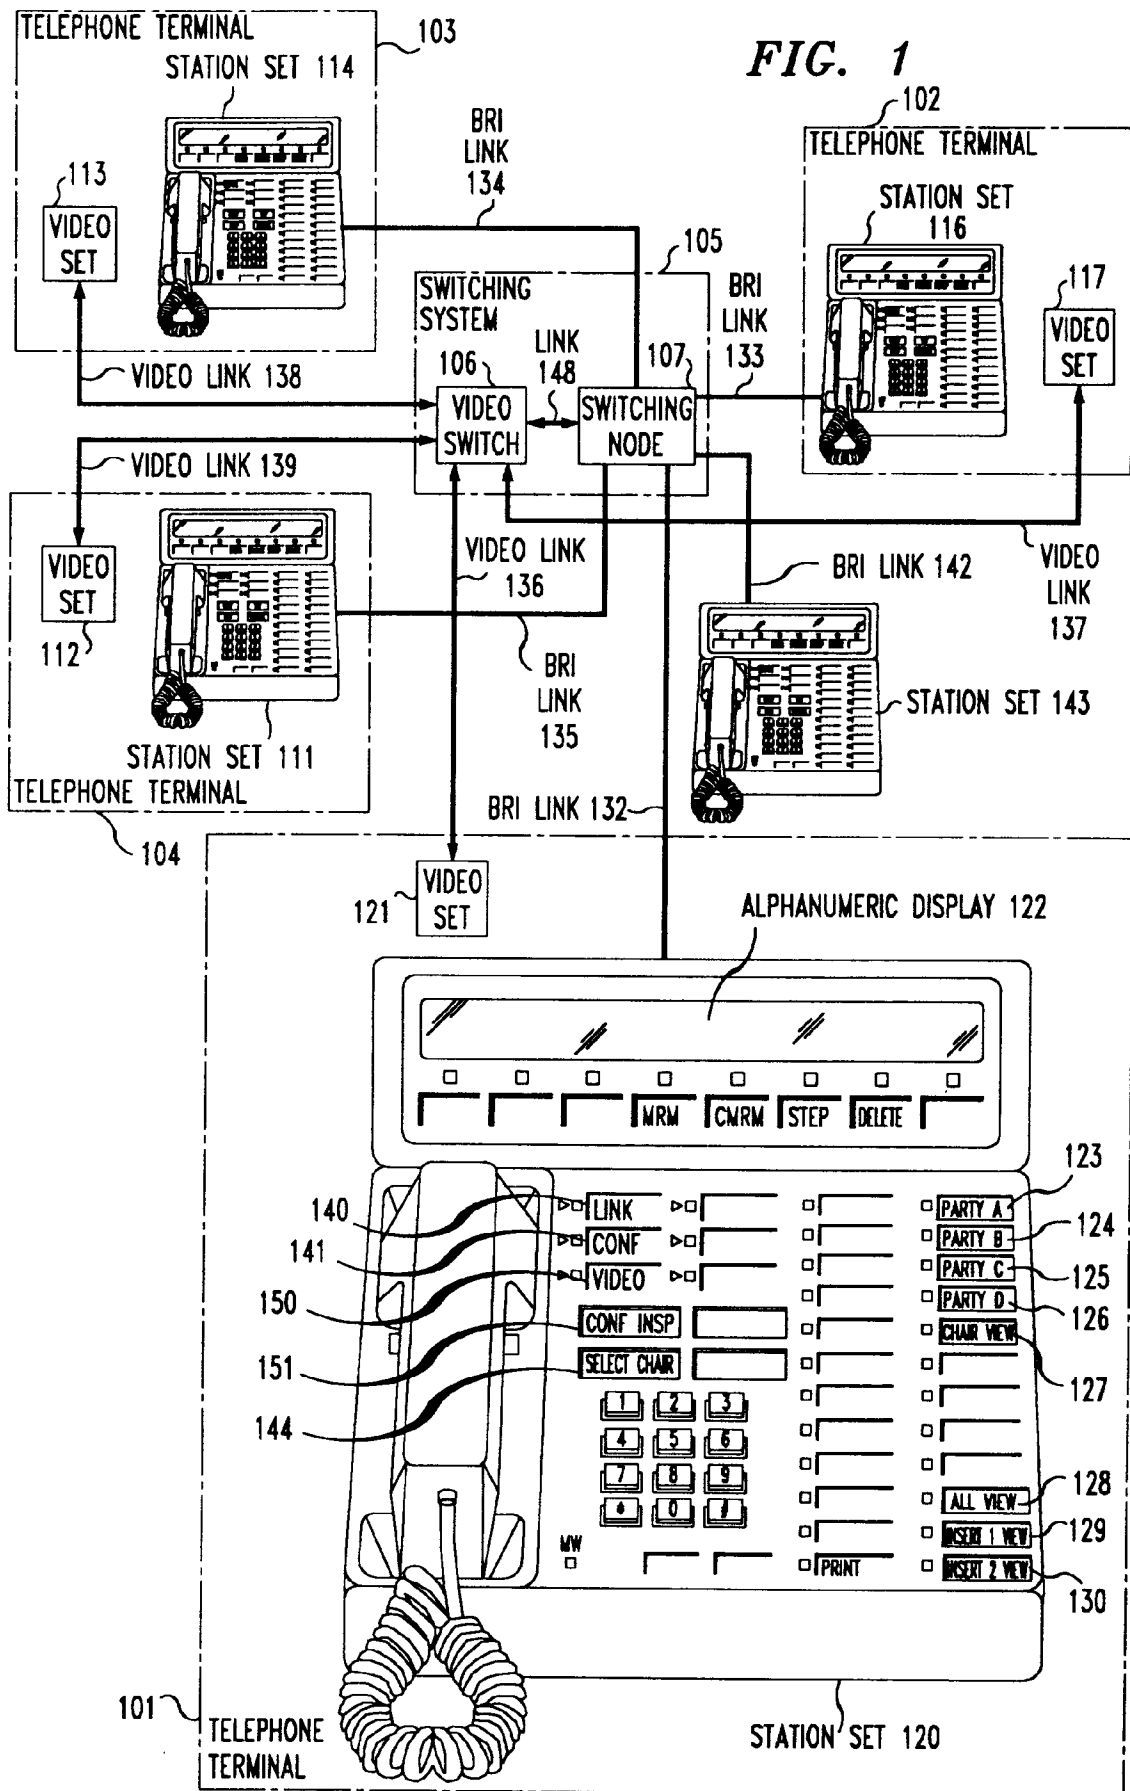 FIG. 1
TELEPHONE TERMINAL
103
STATION SET 114
113
VIDEO
SET
BRI
LINK
134
VIDEO LINK 138
102
TELEPHONE TERMINAL
STATION SET
116
117
VIDEO
SET
105
SWITCHING
SYSTEM
106
VIDEO
SWITCH
LINK
148
107
SWITCHING
NODE
BRI
LINK
133
VIDEO LINK 139
VIDEO
SET
112
STATION SET 111
TELEPHONE TERMINAL
104
VIDEO LINK
136
BRI
LINK
135
BRI LINK 142
VIDEO
LINK
137
STATION SET 143
BRI LINK 132
121
VIDEO
SET
ALPHANUMERIC DISPLAY 122
MRM
CMRM
STEP
DELETE
123
140
LINK
PARTY A
124
141
CONF
PARTY B
150
VIDEO
PARTY C
125
PARTY D
126
151
CONF INSP
CHAIR VIEW
127
144
SELECT CHAIR
1 2 3
4 5 6
7 8 9
* 0 #
ALL VIEW
128
INSERT 1 VIEW
129
MW
PRINT
INSERT 2 VIEW
130
101
TELEPHONE
TERMINAL
STATION SET 120